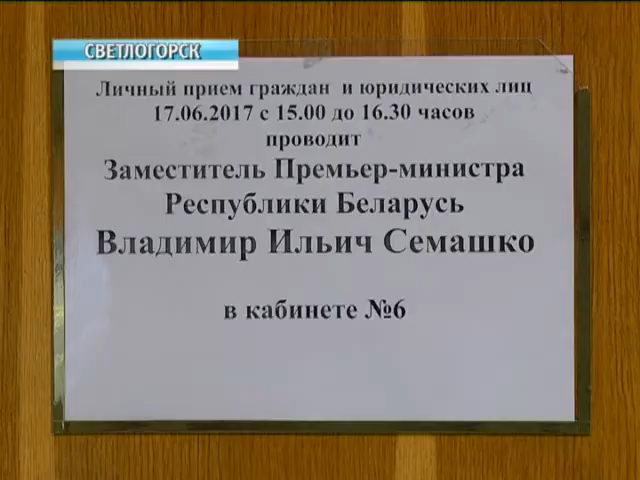 СВЕТЛОГОРСК
Личный прием граждан и юридических лиц
17.06.2017 с 15.00 до 16.30 часов
проводит
Заместитель Премьер-министра
Республики Беларусь
Владимир Ильич Семашко
в кабинете №6